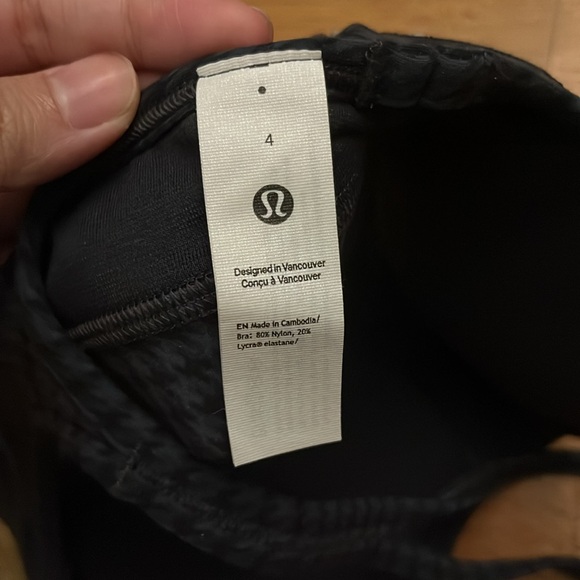 4
Designed in Vancouver
Conçu à Vancouver
EN Made in Cambodia/
Bra: 80% Nylon, 20%
Lycra® elastane/